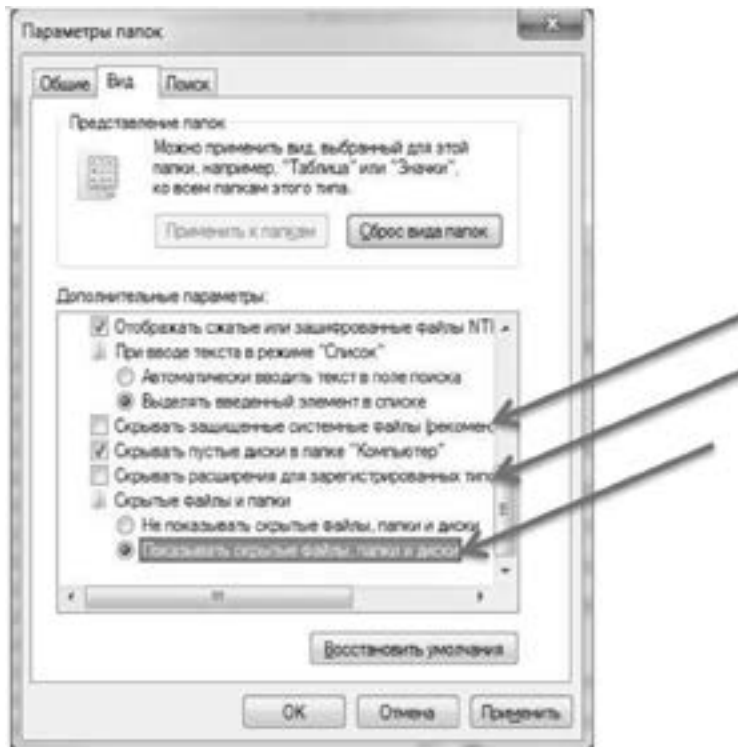 Параметры папок
Общие Вид Поиск
Представление папок
Можно применить вид, выбранный для этой
папки, например, "Таблица" или "Значки",
ко всем папкам этого типа.
Применить к папкам Сброс вида папок
Дополнительные параметры:
Отображать сжатые или зашифрованные файлы NTI
При вводе текста в режиме "Список"
Автоматически вводить текст в поле поиска
Выделять введенный элемент в списке
Скрывать защищенные системные файлы (рекомен
Скрывать пустые диски в папке "Компьютер"
Скрывать расширения для зарегистрированных типо
Скрытые файлы и папки
Не показывать скрытые файлы, папки и диски
Показывать скрытые файлы, папки и диски
Восстановить умолчания
OK Отмена Применить